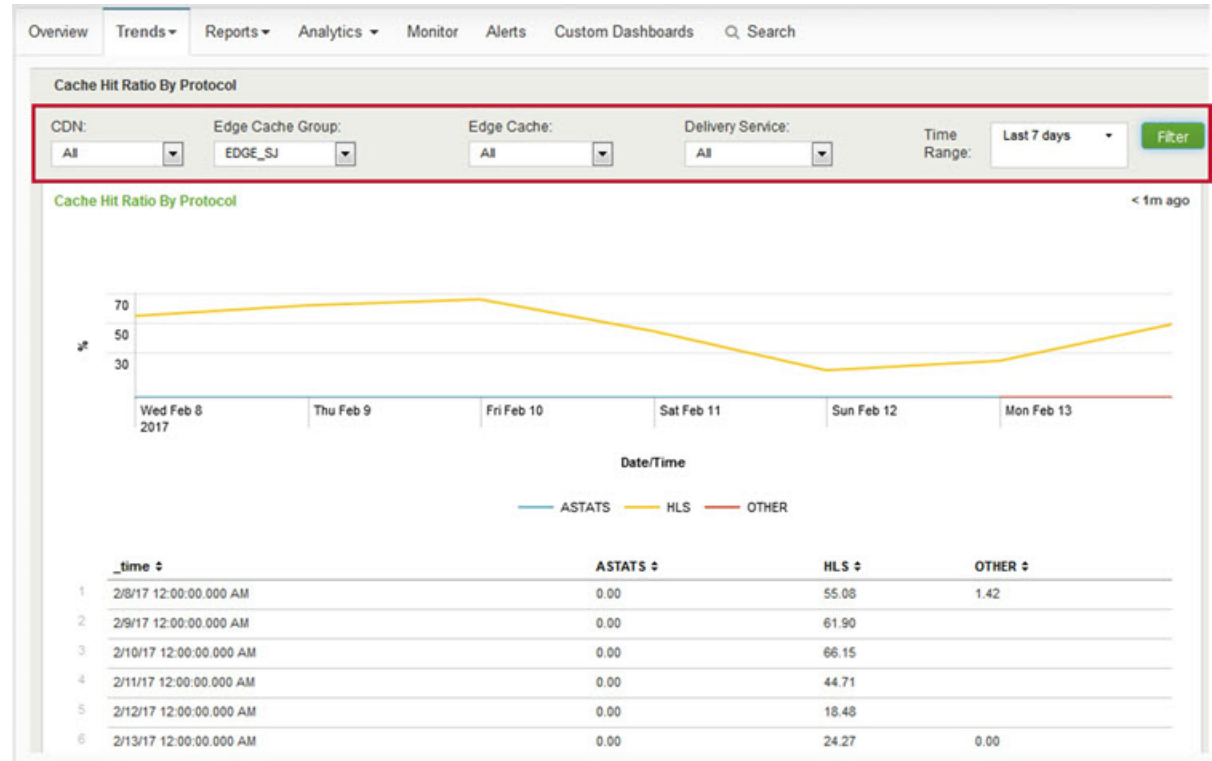 Overview Trends Reports Analytics Monitor Alerts Custom Dashboards Search
Cache Hit Ratio By Protocol
CDN: Edge Cache Group: Edge Cache: Delivery Service:
All EDGE_SJ All All Time Range: Last 7 days Filter
Cache Hit Ratio By Protocol < 1m ago
70
50
%
30
Wed Feb 8 Thu Feb 9 Fri Feb 10 Sat Feb 11 Sun Feb 12 Mon Feb 13
2017
Date/Time
ASTATS HLS OTHER
_time ASTATS HLS OTHER
1 2/8/17 12:00:00.000 AM 0.00 55.08 1.42
2 2/9/17 12:00:00.000 AM 0.00 61.90
3 2/10/17 12:00:00.000 AM 0.00 66.15
4 2/11/17 12:00:00.000 AM 0.00 44.71
5 2/12/17 12:00:00.000 AM 0.00 18.48
6 2/13/17 12:00:00.000 AM 0.00 24.27 0.00